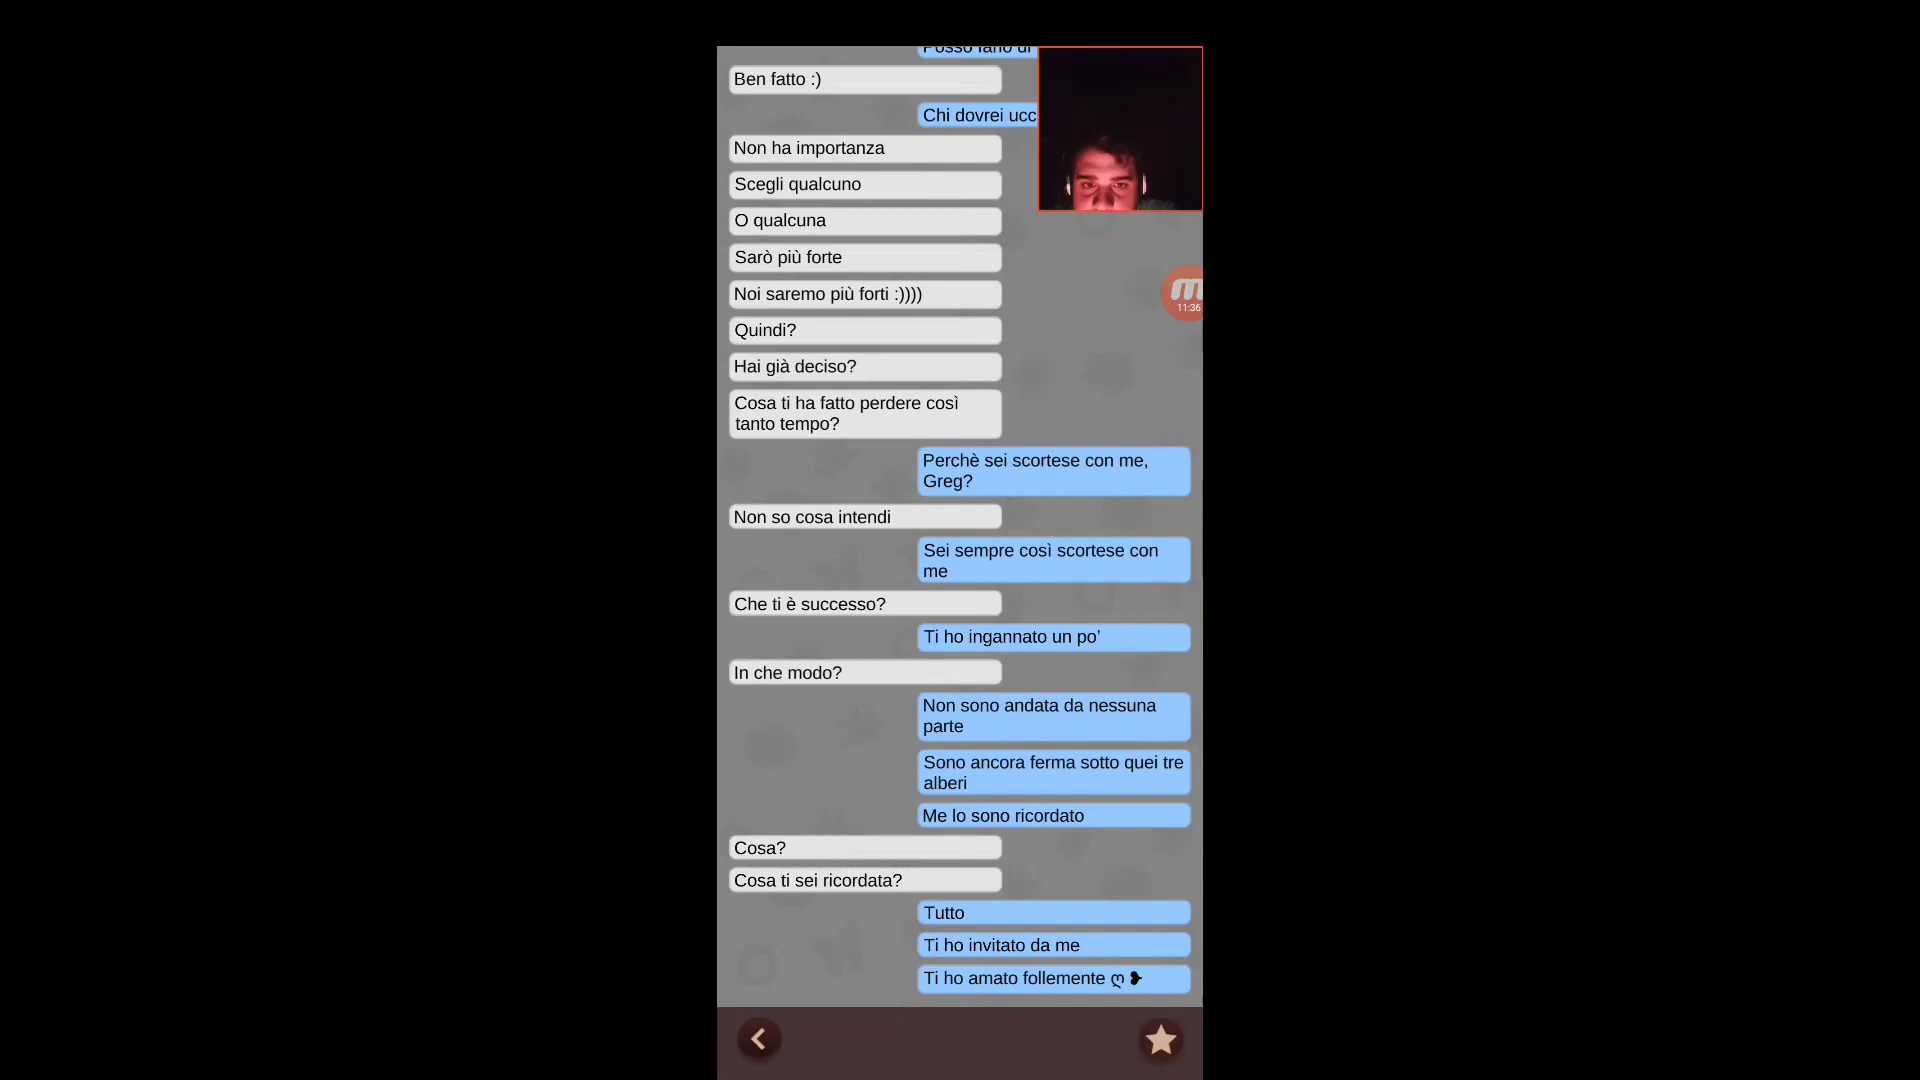 Ben fatto :)
Chi dovrei ucc
Non ha importanza
Scegli qualcuno
O qualcuna
Sarò più forte
Noi saremo più forti :))))
11:36
Quindi?
Hai già deciso?
Cosa ti ha fatto perdere così
tanto tempo?
Perchè sei scortese con me,
Greg?
Non so cosa intendi
Sei sempre così scortese con
me
Che ti è successo?
Ti ho ingannato un po’
In che modo?
Non sono andata da nessuna
parte
Sono ancora ferma sotto quei tre
alberi
Me lo sono ricordato
Cosa?
Cosa ti sei ricordata?
Tutto
Ti ho invitato da me
Ti ho amato follemente ღ ❥